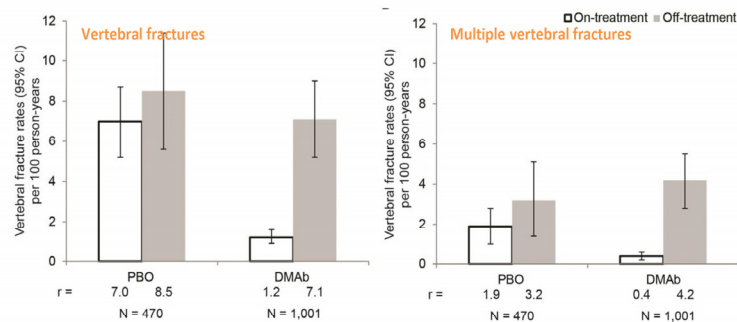 Vertebral fractures
Vertebral fracture rates (95% CI)
per 100 person-years
12
10
8
6
4
2
0
PBO DMAb
r = 7.0 8.5 1.2 7.1
N = 470 N = 1,001
On-treatment Off-treatment
Multiple vertebral fractures
Vertebral fracture rates (95% CI)
per 100 person-years
12
10
8
6
4
2
0
PBO DMAb
r = 1.9 3.2 0.4 4.2
N = 470 N = 1,001